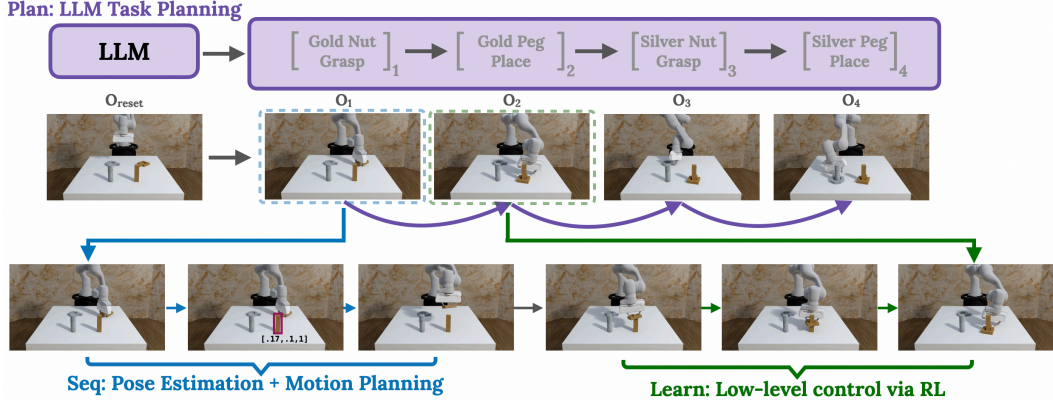 Plan: LLM Task Planning
LLM
[Gold Nut Grasp]1
[Gold Peg Place]2
[Silver Nut Grasp]3
[Silver Peg Place]4
Oreset
O1
O2
O3
O4
[.17,.1,1]
Seq: Pose Estimation + Motion Planning
Learn: Low-level control via RL